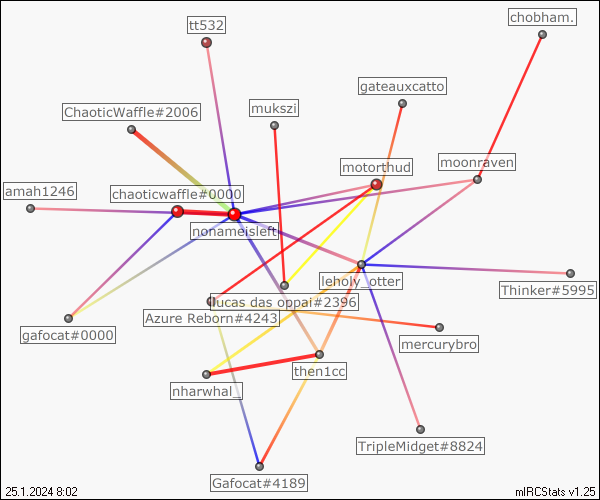 chobham.
tt532
gateauxcatto
mukszi
ChaoticWaffle#2006
moonraven
motorthud
amah1246
chaoticwaffle#0000
nonameisleft
leholy_otter
Thinker#5995
lucas das oppai#2396
Azure Reborn#4243
gafocat#0000
mercurybro
then1cc
nharwhal_
TripleMidget#8824
Gafocat#4189
25.1.2024 8:02
mIRCStats v1.25